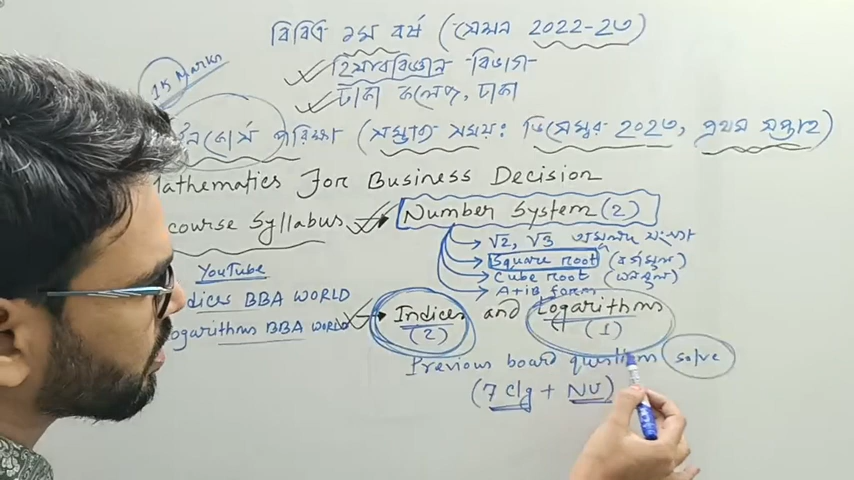 বিবিএ ১ম বর্ষ (সেশন 2022-23)
15 Marks
হিসাববিজ্ঞান বিভাগ
ঢাকা কলেজ, ঢাকা
ইনকোর্স পরিক্ষা (সম্ভাব্য সময়ঃ ডিসেম্বর 2023, প্রথম সপ্তাহ)
Mathematics For Business Decision
course Syllabus Number System (2)
√2, √3 অমূলদ সংখ্যা
YouTube Square root (বর্গমূল)
Cube root (ঘনমূল)
A+iB form
Indices BBA WORLD
Indices and Logarithms
Logarithms BBA WORLD (2) (1)
Previous board question solve
(7 clg + NU)